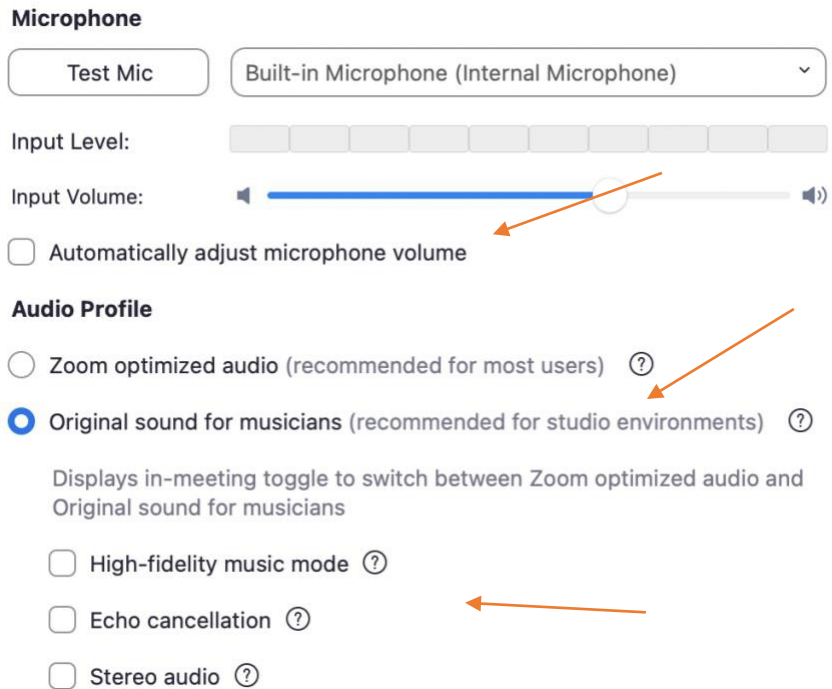 Microphone
Test Mic
Built-in Microphone (Internal Microphone)
Input Level:
Input Volume:
Automatically adjust microphone volume
Audio Profile
Zoom optimized audio (recommended for most users) ?
Original sound for musicians (recommended for studio environments) ?
Displays in-meeting toggle to switch between Zoom optimized audio and
Original sound for musicians
High-fidelity music mode ?
Echo cancellation ?
Stereo audio ?